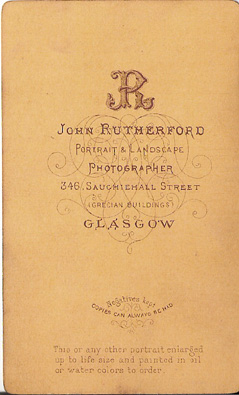 JR
JOHN RUTHERFORD
PORTRAIT & LANDSCAPE
PHOTOGRAPHER
346, SAUCHIEHALL STREET
(GRECIAN BUILDINGS)
GLASGOW
Negatives kept
COPIES CAN ALWAYS BE HAD
This or any other portrait enlarged
up to life size and painted in oil
or water colors to order.